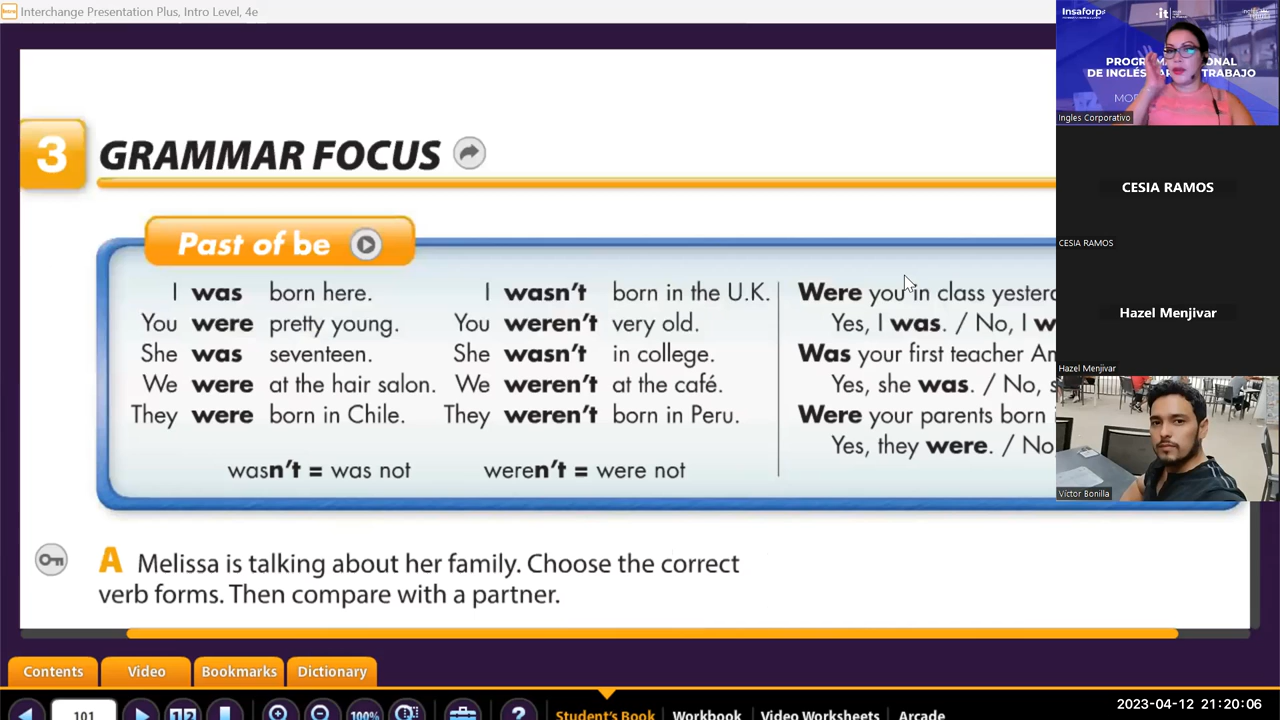 Interchange Presentation Plus, Intro Level, 4e
3 GRAMMAR FOCUS
Past of be
I was born here.
You were pretty young.
She was seventeen.
We were at the hair salon.
They were born in Chile.
I wasn't born in the U.K.
You weren't very old.
She wasn't in college.
We weren't at the café.
They weren't born in Peru.
wasn't = was not
weren't = were not
Were you in class
Yes, I was. / No, I
Was your first teacher
Yes, she was. / No,
Were your parents born
Yes, they were. / No
A Melissa is talking about her family. Choose the correct
verb forms. Then compare with a partner.
Contents
Video
Bookmarks
Dictionary
101
100%
Student's Book
Workbook
Video Worksheets
Arcade
Insaforp
it
DE INGLÉS
TRABAJO
Ingles Corporativo
CESIA RAMOS
CESIA RAMOS
Hazel Menjivar
Hazel Menjivar
Víctor Bonilla
2023-04-12 21:20:06